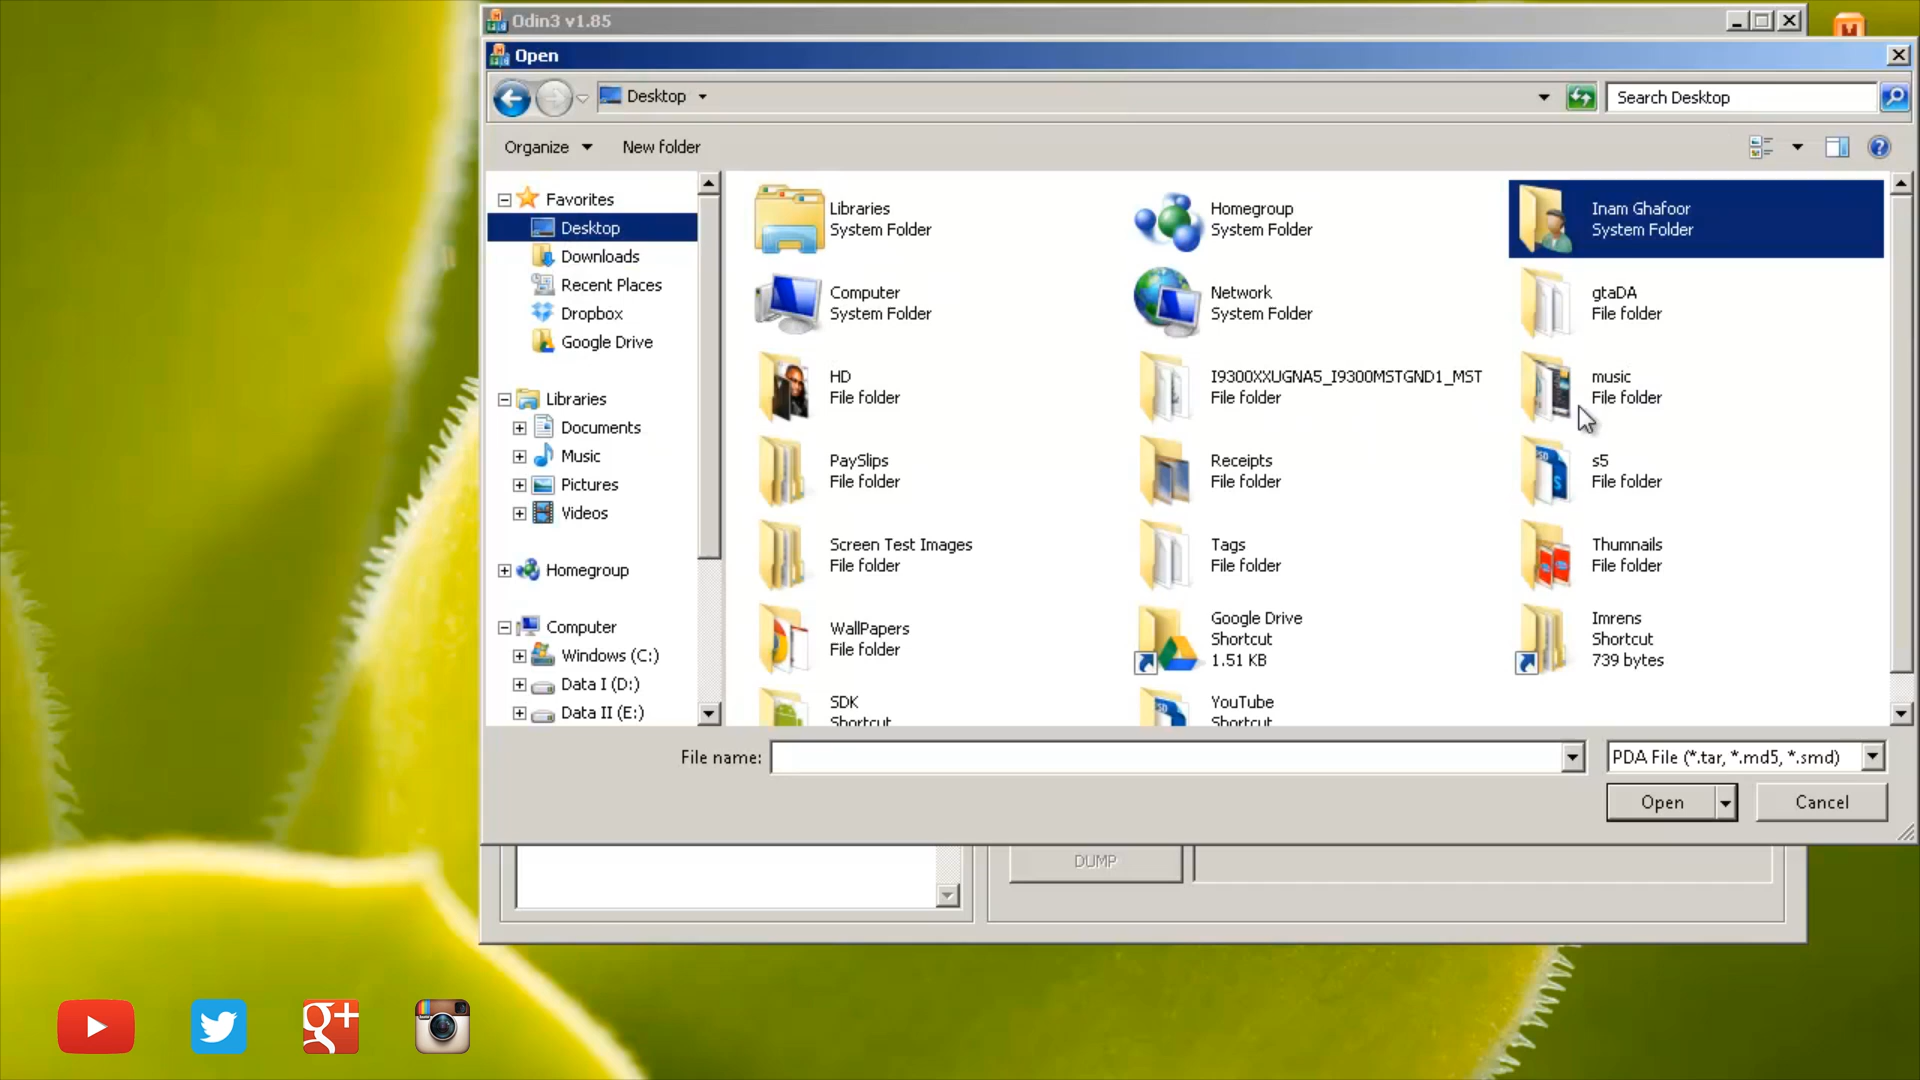 Odin3 v1.85
Open
Desktop
Search Desktop
Organize
New folder
Favorites
Desktop
Downloads
Recent Places
Dropbox
Google Drive
Libraries
Documents
Music
Pictures
Videos
Homegroup
Computer
Windows (C:)
Data I (D:)
Data II (E:)
Libraries
System Folder
Homegroup
System Folder
Inam Ghafoor
System Folder
Computer
System Folder
Network
System Folder
gtaDA
File folder
HD
File folder
I9300XXUGNA5_I9300MSTGND1_MST
File folder
music
File folder
PaySlips
File folder
Receipts
File folder
s5
File folder
Screen Test Images
File folder
Tags
File folder
Thumnails
File folder
WallPapers
File folder
Google Drive
Shortcut
1.51 KB
Imrens
Shortcut
739 bytes
SDK
Shortcut
YouTube
Shortcut
File name:
PDA File (*.tar, *.md5, *.smd)
Open
Cancel
DUMP
g+